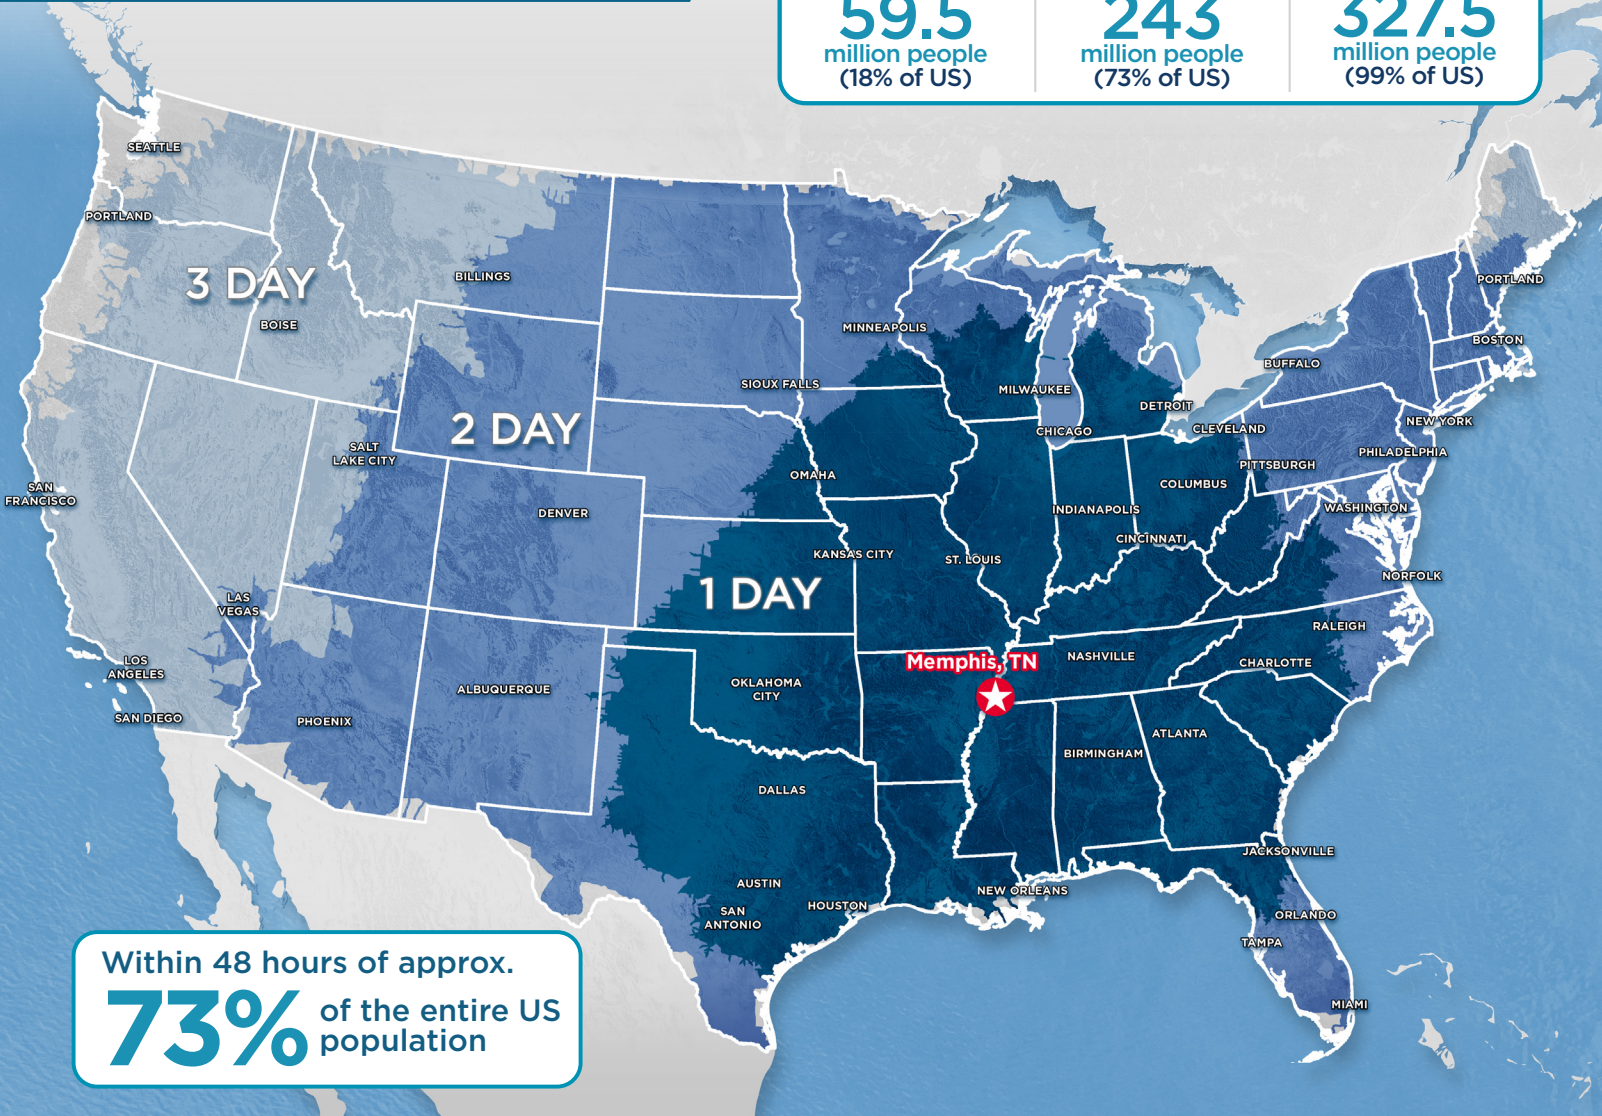 59.5
million people
(18% of US)
243
million people
(73% of US)
327.5
million people
(99% of US)
SEATTLE
PORTLAND
3 DAY
BOISE
BILLINGS
MINNEAPOLIS
SIOUX FALLS
MILWAUKEE
DETROIT
CHICAGO
CLEVELAND
BUFFALO
PORTLAND
BOSTON
NEW YORK
PHILADELPHIA
PITTSBURGH
2 DAY
SALT
LAKE CITY
SAN
FRANCISCO
DENVER
OMAHA
COLUMBUS
INDIANAPOLIS
CINCINNATI
WASHINGTON
KANSAS CITY
ST. LOUIS
NORFOLK
1 DAY
LAS
VEGAS
RALEIGH
LOS
ANGELES
SAN DIEGO
PHOENIX
ALBUQUERQUE
OKLAHOMA
CITY
Memphis, TN
NASHVILLE
CHARLOTTE
ATLANTA
BIRMINGHAM
DALLAS
JACKSONVILLE
AUSTIN
SAN
ANTONIO
HOUSTON
NEW ORLEANS
ORLANDO
TAMPA
MIAMI
Within 48 hours of approx.
73%
of the entire US
population